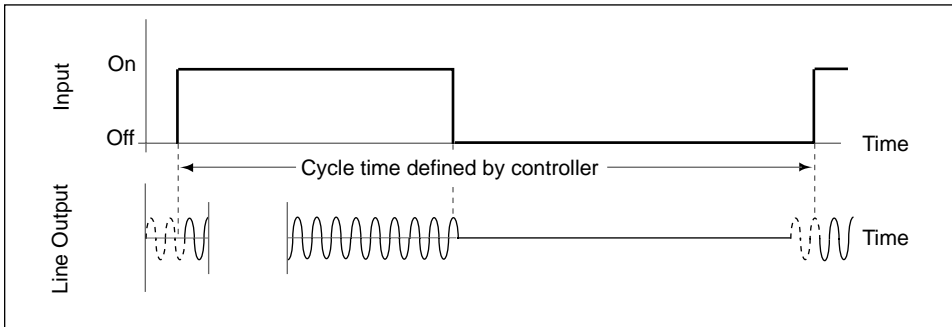 On
Input
Off
Time
Cycle time defined by controller
Line Output
Time